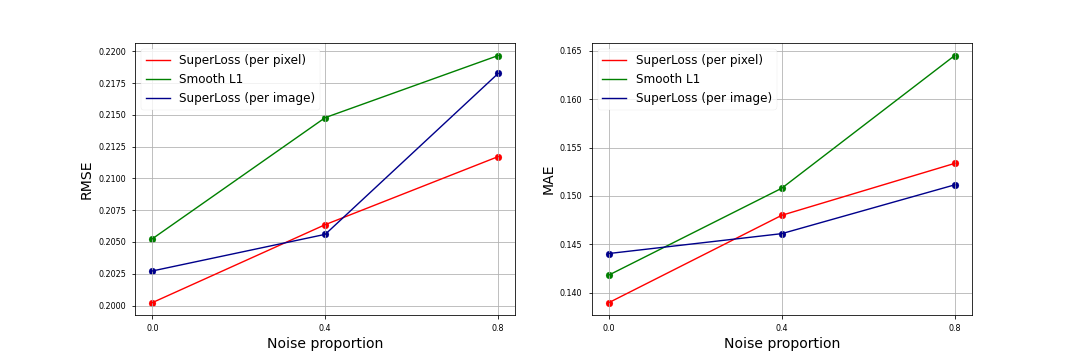 0.2200
0.2175
0.2150
0.2125
0.2100
0.2075
0.2050
0.2025
0.2000
RMSE
SuperLoss (per pixel)
Smooth L1
SuperLoss (per image)
0.0
0.4
0.8
Noise proportion
0.165
0.160
0.155
0.150
0.145
0.140
MAE
SuperLoss (per pixel)
Smooth L1
SuperLoss (per image)
0.0
0.4
0.8
Noise proportion